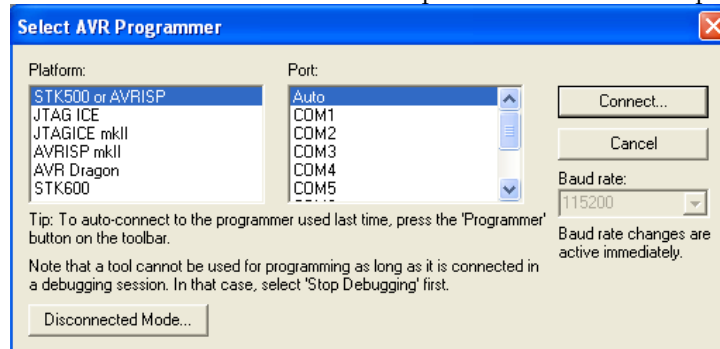 Select AVR Programmer
Platform:
Port:
STK500 or AVRISP
JTAG ICE
JTAGICE mkII
AVRISP mkII
AVR Dragon
STK600
Auto
COM1
COM2
COM3
COM4
COM5
Connect...
Cancel
Baud rate:
115200
Baud rate changes are
active immediately.
Tip: To auto-connect to the programmer used last time, press the 'Programmer'
button on the toolbar.
Note that a tool cannot be used for programming as long as it is connected in
a debugging session. In that case, select 'Stop Debugging' first.
Disconnected Mode...